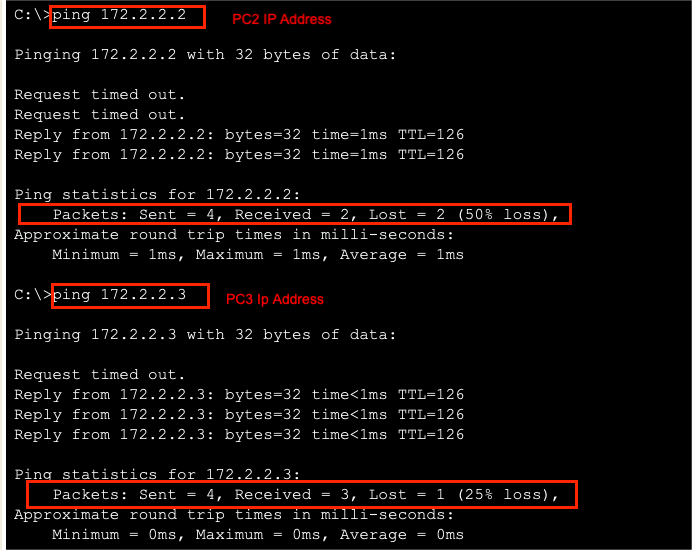 C:\>ping 172.2.2.2 PC2 IP Address
Pinging 172.2.2.2 with 32 bytes of data:
Request timed out.
Request timed out.
Reply from 172.2.2.2: bytes=32 time=1ms TTL=126
Reply from 172.2.2.2: bytes=32 time=1ms TTL=126
Ping statistics for 172.2.2.2:
Packets: Sent = 4, Received = 2, Lost = 2 (50% loss),
Approximate round trip times in milli-seconds:
Minimum = 1ms, Maximum = 1ms, Average = 1ms
C:\>ping 172.2.2.3 PC3 Ip Address
Pinging 172.2.2.3 with 32 bytes of data:
Request timed out.
Reply from 172.2.2.3: bytes=32 time<1ms TTL=126
Reply from 172.2.2.3: bytes=32 time<1ms TTL=126
Reply from 172.2.2.3: bytes=32 time<1ms TTL=126
Ping statistics for 172.2.2.3:
Packets: Sent = 4, Received = 3, Lost = 1 (25% loss),
Approximate round trip times in milli-seconds:
Minimum = 0ms, Maximum = 0ms, Average = 0ms